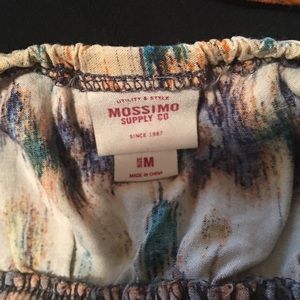 UTILITY & STYLE
MOSSIMO
SUPPLY CO
SINCE 1987
M
MADE IN CHINA